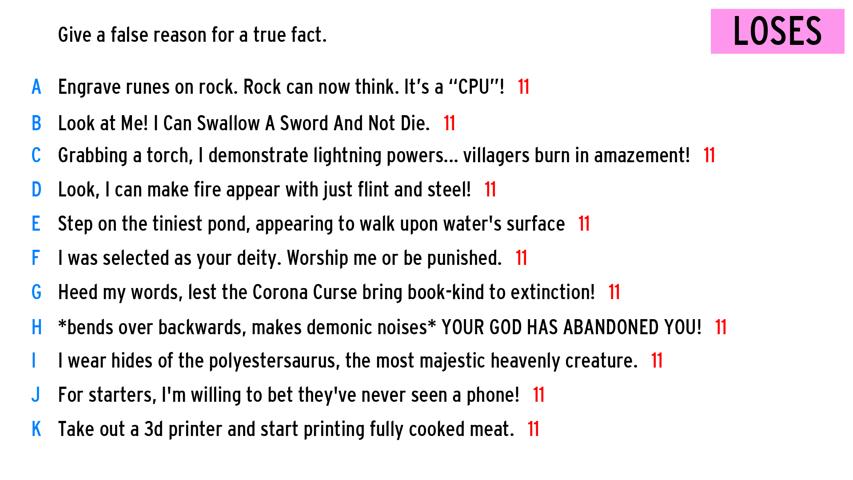 Give a false reason for a true fact.
LOSES
A Engrave runes on rock. Rock can now think. It's a “CPU”! 11
B Look at Me! I Can Swallow A Sword And Not Die. 11
C Grabbing a torch, I demonstrate lightning powers... villagers burn in amazement! 11
D Look, I can make fire appear with just flint and steel! 11
E Step on the tiniest pond, appearing to walk upon water's surface 11
F I was selected as your deity. Worship me or be punished. 11
G Heed my words, lest the Corona Curse bring book-kind to extinction! 11
H *bends over backwards, makes demonic noises* YOUR GOD HAS ABANDONED YOU! 11
I I wear hides of the polyestersaurus, the most majestic heavenly creature. 11
J For starters, I'm willing to bet they've never seen a phone! 11
K Take out a 3d printer and start printing fully cooked meat. 11